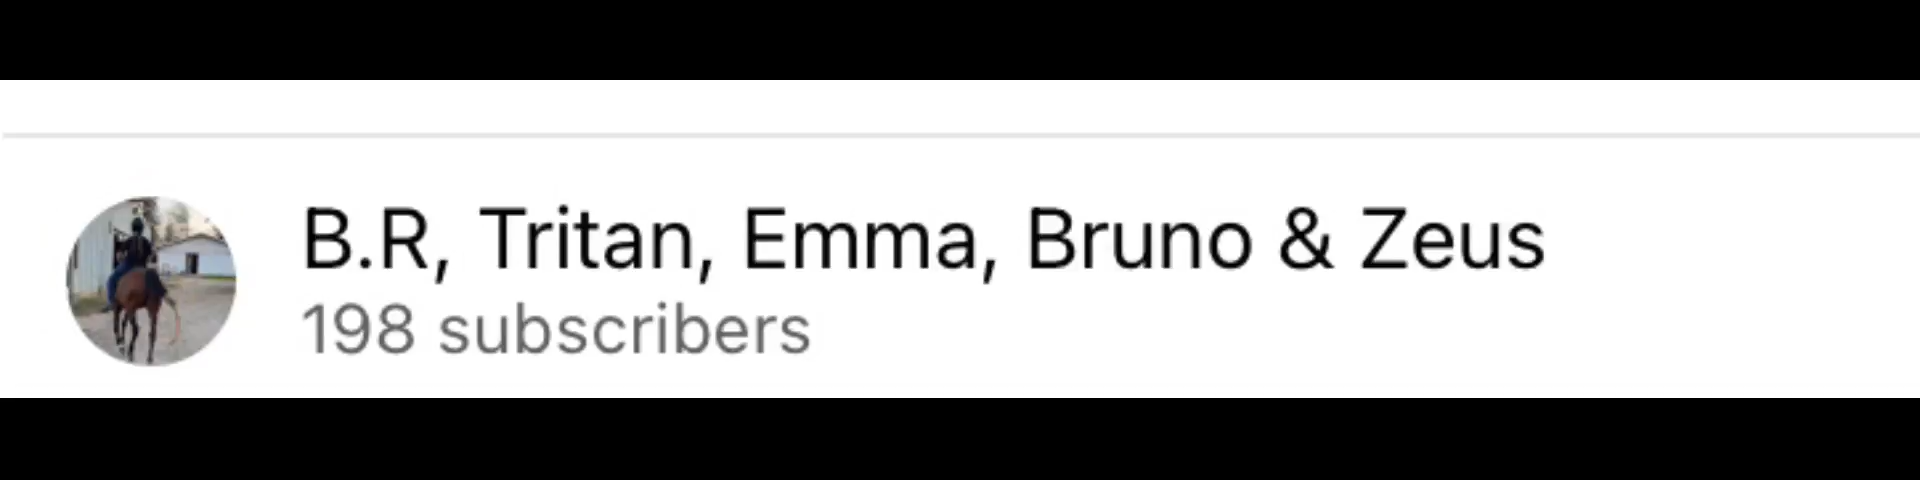 B.R, Tritan, Emma, Bruno & Zeus
198 subscribers